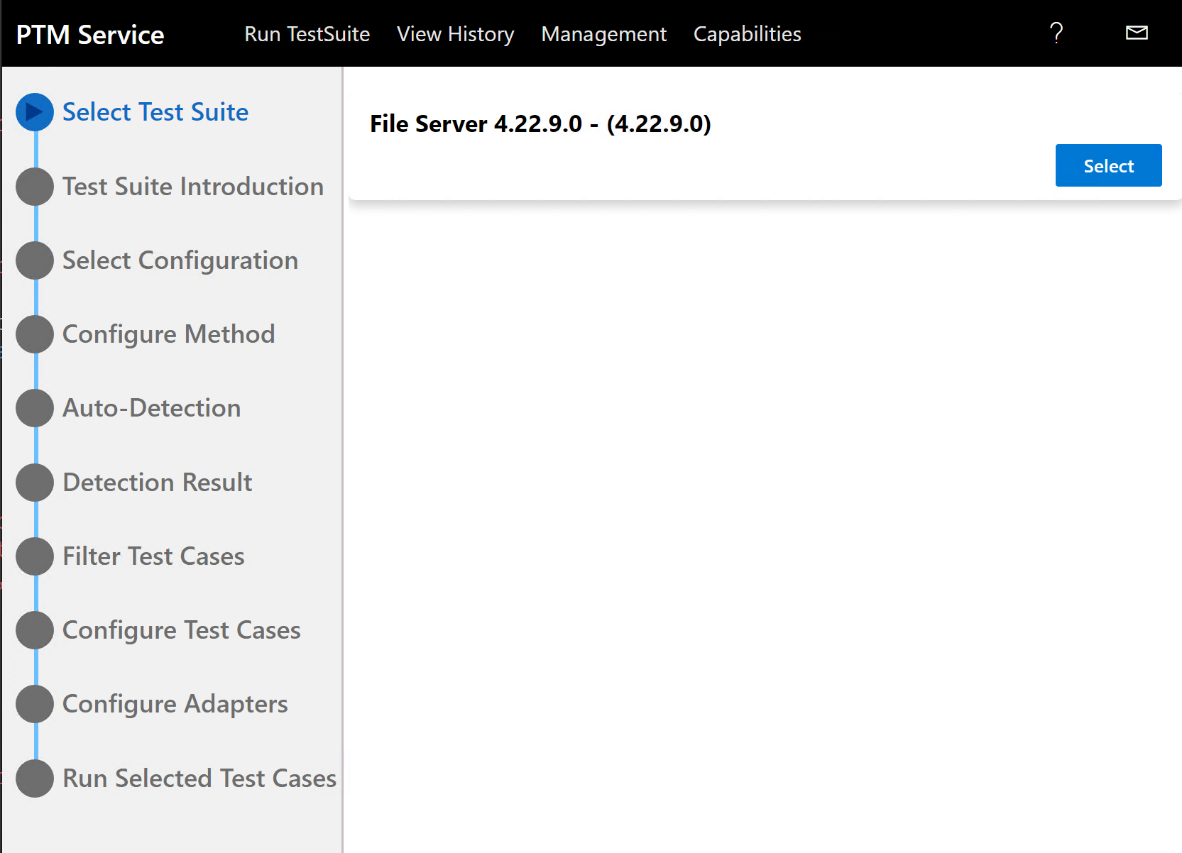 PTM Service
Run TestSuite
View History
Management
Capabilities
?
Select Test Suite
Test Suite Introduction
Select Configuration
Configure Method
Auto-Detection
Detection Result
Filter Test Cases
Configure Test Cases
Configure Adapters
Run Selected Test Cases
File Server 4.22.9.0 - (4.22.9.0)
Select